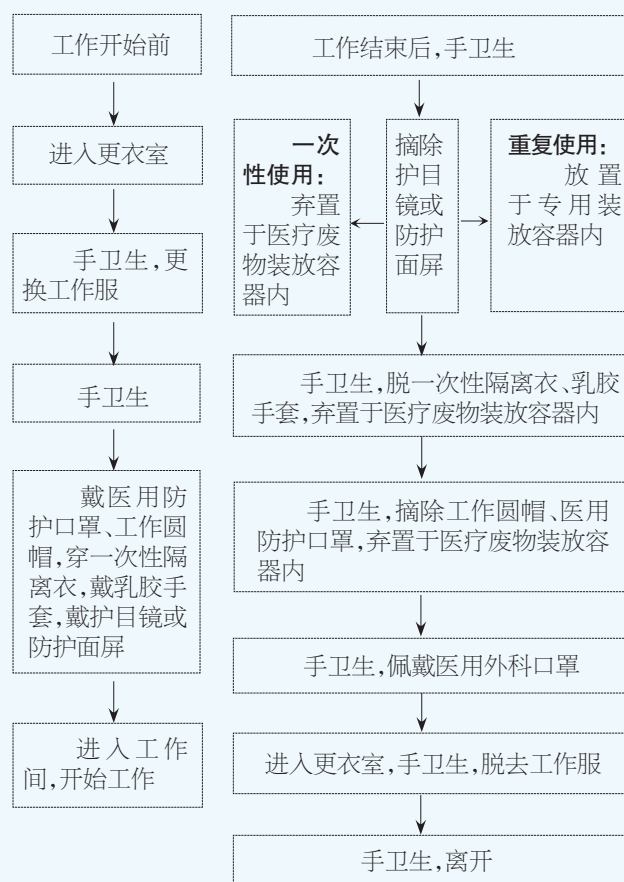 工作开始前
进入更衣室
手卫生,更
换工作服
手卫生
戴医用防
护口罩、工作圆
帽,穿一次性隔
离衣,戴乳胶手
套,戴护目镜或
防护面屏
进入工作
间,开始工作
工作结束后,手卫生
一次
性使用:
弃置
于医疗废
物装放容
器内
摘除
护目
镜或
防护
面屏
重复使用:
放置
于专用装
放容器内
手卫生,脱一次性隔离衣、乳胶
手套,弃置于医疗废物装放容器内
手卫生,摘除工作圆帽、医用
防护口罩,弃置于医疗废物装放容
器内
手卫生,佩戴医用外科口罩
进入更衣室,手卫生,脱去工作服
手卫生,离开